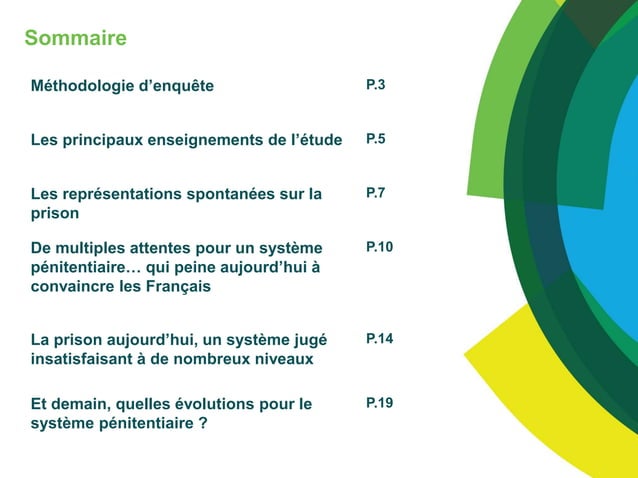 Sommaire
Méthodologie d’enquête P.3
Les principaux enseignements de l’étude P.5
Les représentations spontanées sur la P.7
prison
De multiples attentes pour un système P.10
pénitentiaire… qui peine aujourd’hui à
convaincre les Français
La prison aujourd’hui, un système jugé P.14
insatisfaisant à de nombreux niveaux
Et demain, quelles évolutions pour le P.19
système pénitentiaire ?